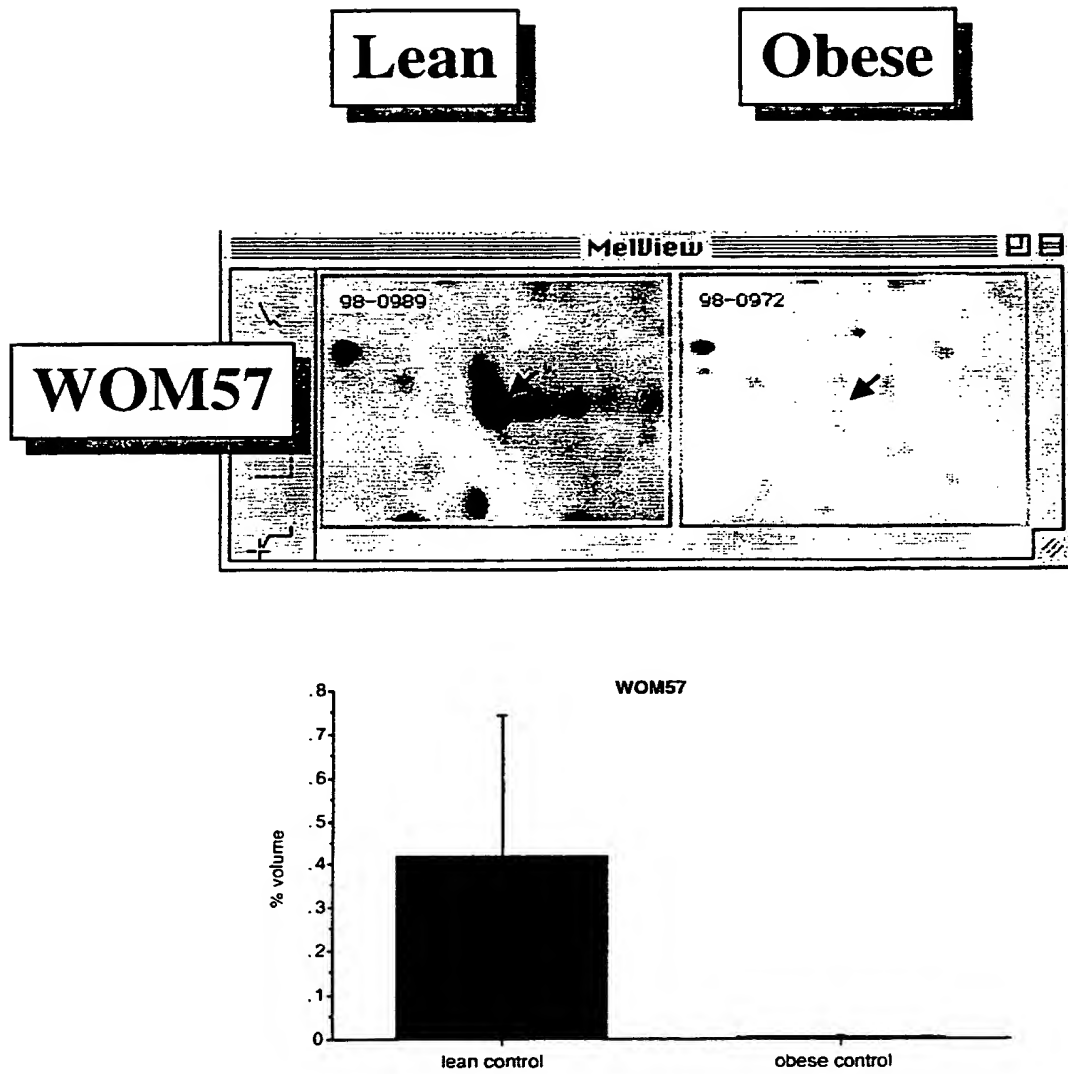 Lean
Obese
MelView
98-0989
98-0972
WOM57
WOM57
.8
.7
.6
.5
.4
.3
.2
.1
0
% volume
lean control
obese control